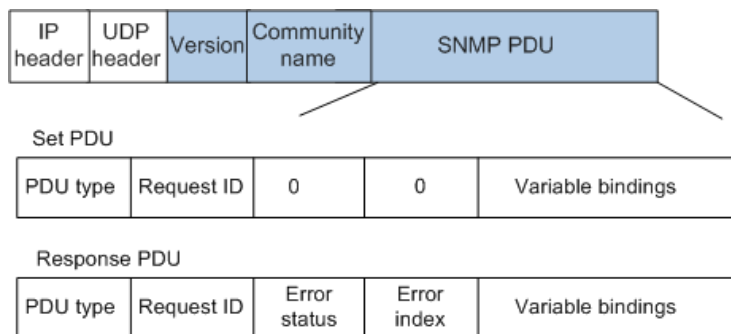 IP header UDP header Version Community name SNMP PDU
Set PDU
PDU type Request ID 0 0 Variable bindings
Response PDU
PDU type Request ID Error status Error index Variable bindings